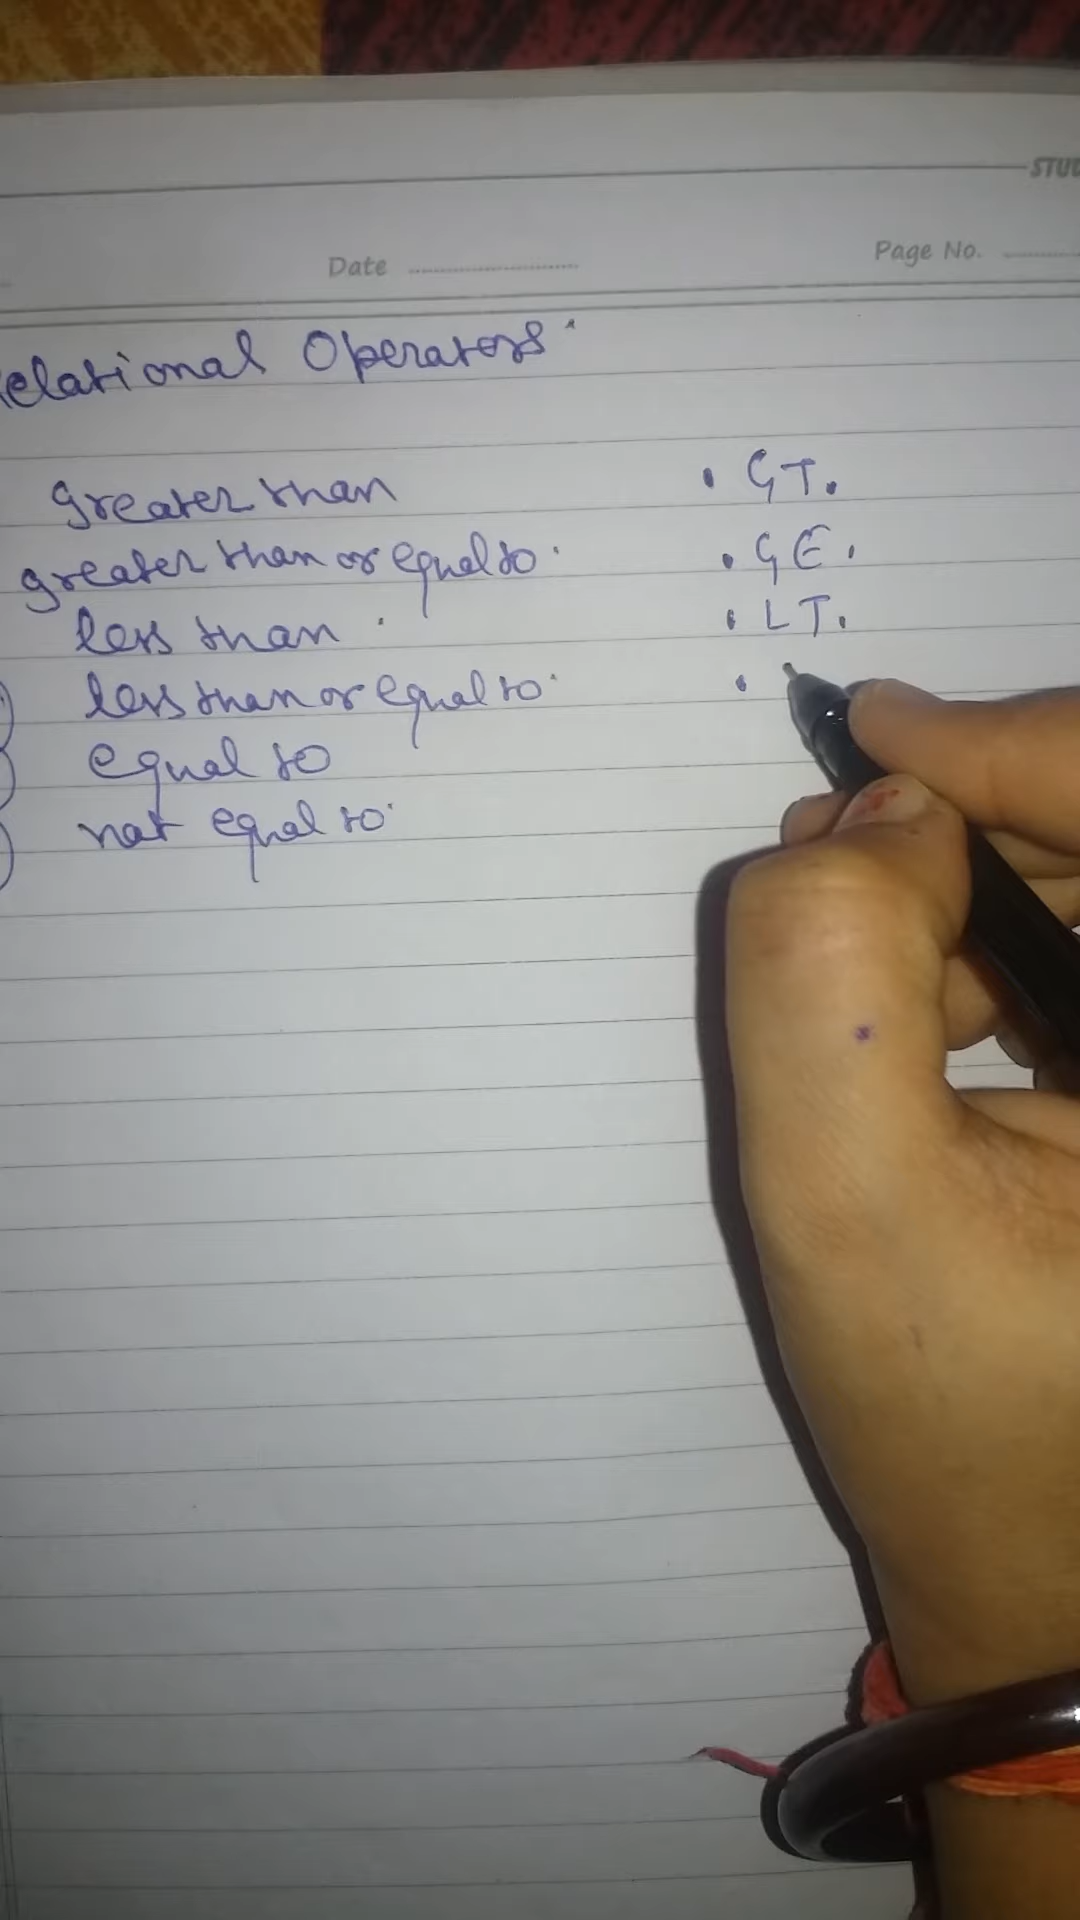 STUD
Date
Page No.
elational Operators
greater than . GT.
greater than or equal to . GE.
less than . LT.
less than or equal to .
equal to
not equal to